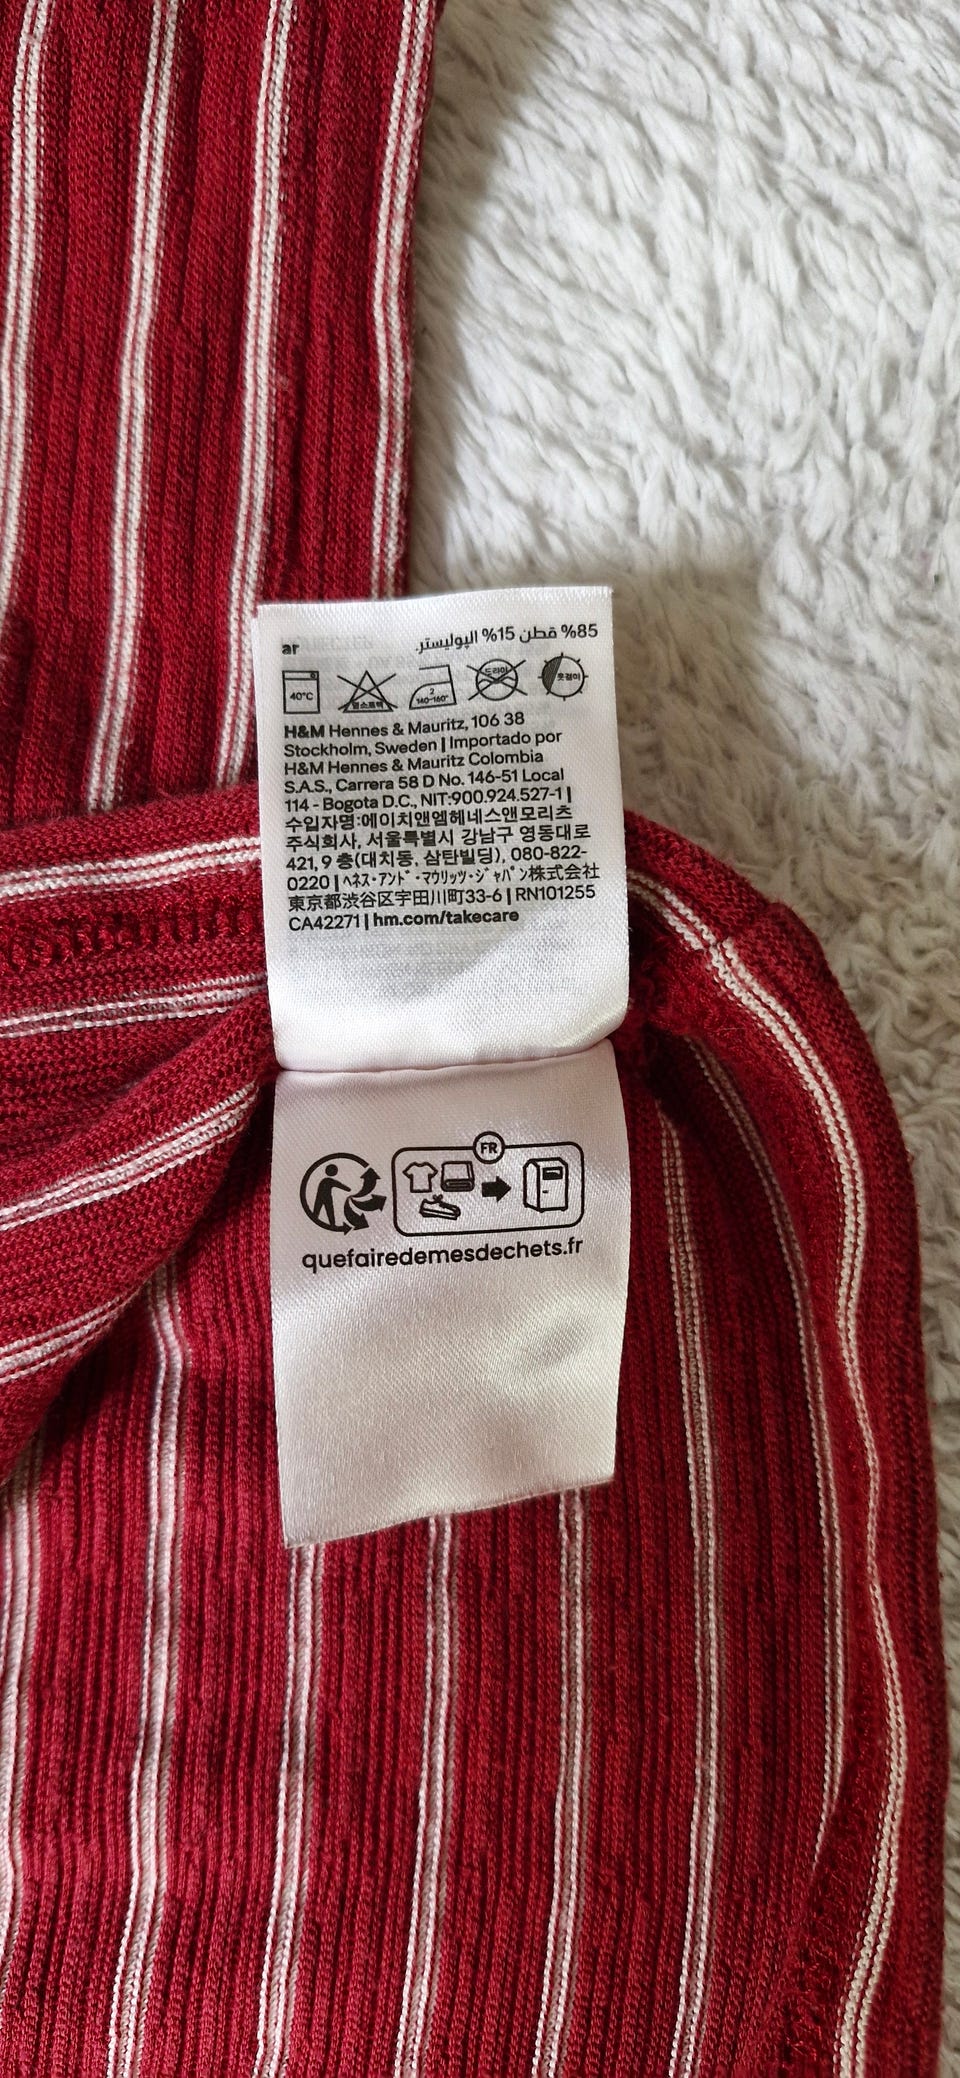 %85 قطن 15% البوليستر.
ar
40°C 염소표백 2 140-160° 드라이 옷걸이
H&M Hennes & Mauritz, 106 38
Stockholm, Sweden | Importado por
H&M Hennes & Mauritz Colombia
S.A.S., Carrera 58 D No. 146-51 Local
114 - Bogota D.C., NIT:900.924.527-1 |
수입자명:에이치앤엠헤네스앤모리츠
주식회사, 서울특별시 강남구 영동대로
421, 9 층(대치동, 삼탄빌딩), 080-822-
0220 | ﾍﾈｽ・ｱﾝﾄﾞ・ﾏｳﾘｯﾂ・ｼﾞｬﾊﾟﾝ株式会社
東京都渋谷区宇田川町33-6 | RN101255
CA42271 | hm.com/takecare
FR
quefairedemesdechets.fr